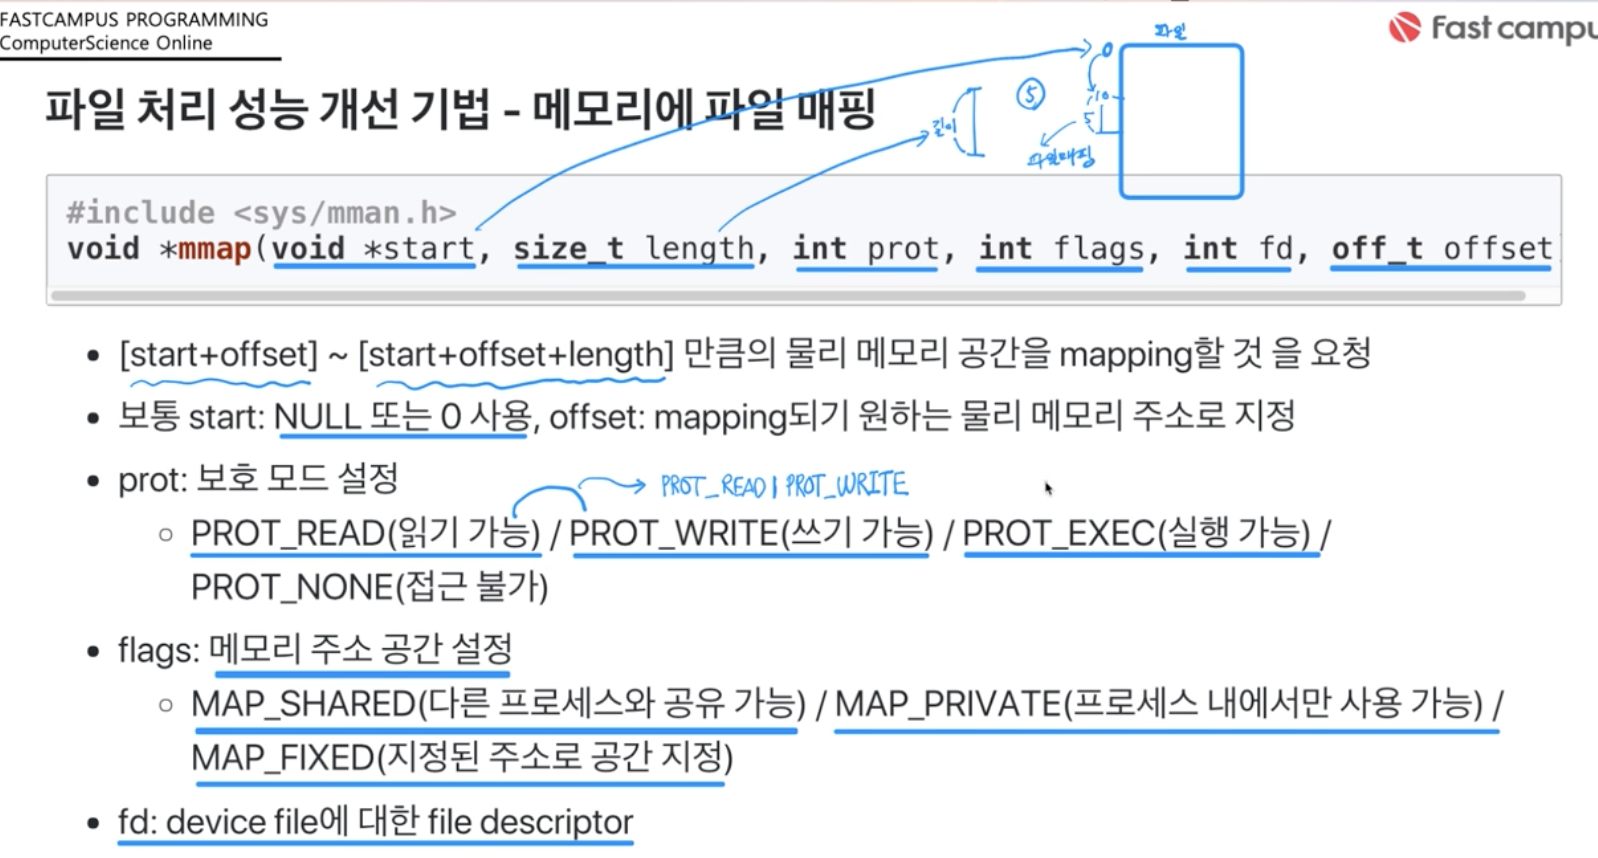 FASTCAMPUS PROGRAMMING
ComputerScience Online
Fast campu
파일
파일 처리 성능 개선 기법 - 메모리에 파일 매핑
0
10
5
⑤
길이
파일매핑
#include <sys/mman.h>
void *mmap(void *start, size_t length, int prot, int flags, int fd, off_t offset
• [start+offset] ~ [start+offset+length] 만큼의 물리 메모리 공간을 mapping할 것 을 요청
• 보통 start: NULL 또는 0 사용, offset: mapping되기 원하는 물리 메모리 주소로 지정
• prot: 보호 모드 설정
PROT_READ | PROT_WRITE
○ PROT_READ(읽기 가능) / PROT_WRITE(쓰기 가능) / PROT_EXEC(실행 가능) /
PROT_NONE(접근 불가)
• flags: 메모리 주소 공간 설정
○ MAP_SHARED(다른 프로세스와 공유 가능) / MAP_PRIVATE(프로세스 내에서만 사용 가능) /
MAP_FIXED(지정된 주소로 공간 지정)
• fd: device file에 대한 file descriptor